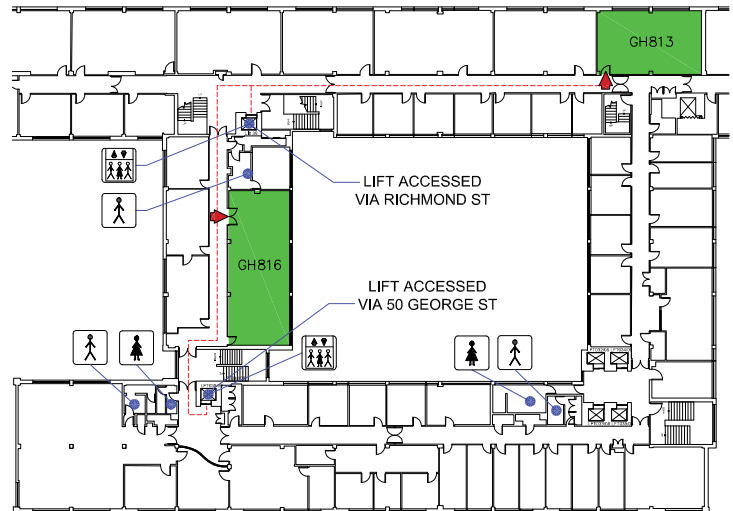 GH813
LIFT ACCESSED
VIA RICHMOND ST
GH816
LIFT ACCESSED
VIA 50 GEORGE ST